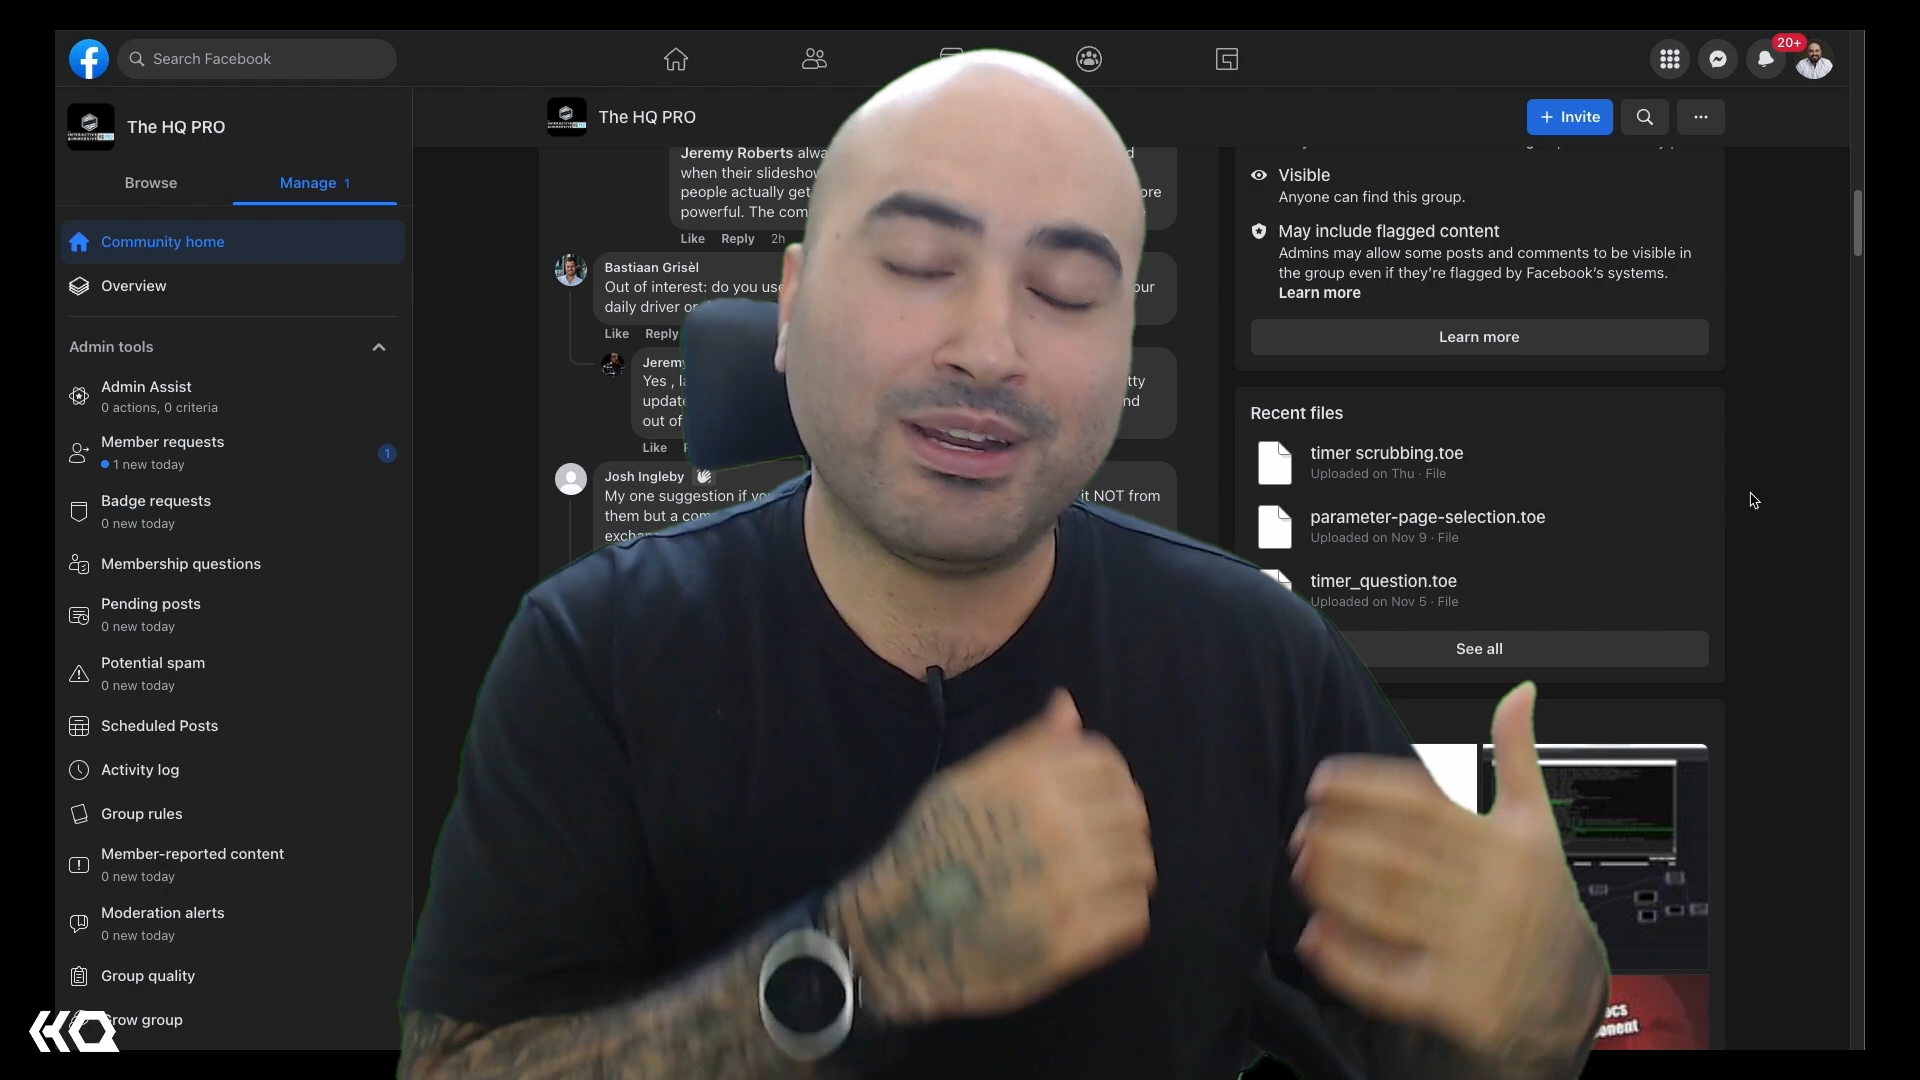 Search Facebook
20+
The HQ PRO
Browse
Manage 1
Community home
Overview
Admin tools
Admin Assist
0 actions, 0 criteria
Member requests
1 new today
1
Badge requests
0 new today
Membership questions
Pending posts
0 new today
Potential spam
0 new today
Scheduled Posts
Activity log
Group rules
Member-reported content
0 new today
Moderation alerts
0 new today
Group quality
row group
HQ
The HQ PRO
+ Invite
Jeremy Roberts
when their
people actually get
powerful. The
Like Reply 2h
Bastiaan Grisèl
Out of interest: do you
daily driver
Like Reply
Yes ,
out of
Like
Josh Ingleby
My one suggestion if it NOT from
them but a
Visible
Anyone can find this group.
May include flagged content
Admins may allow some posts and comments to be visible in
the group even if they're flagged by Facebook's systems.
Learn more
Learn more
Recent files
timer scrubbing.toe
Uploaded on Thu · File
parameter-page-selection.toe
Uploaded on Nov 9 · File
timer_question.toe
Uploaded on Nov 5 · File
See all